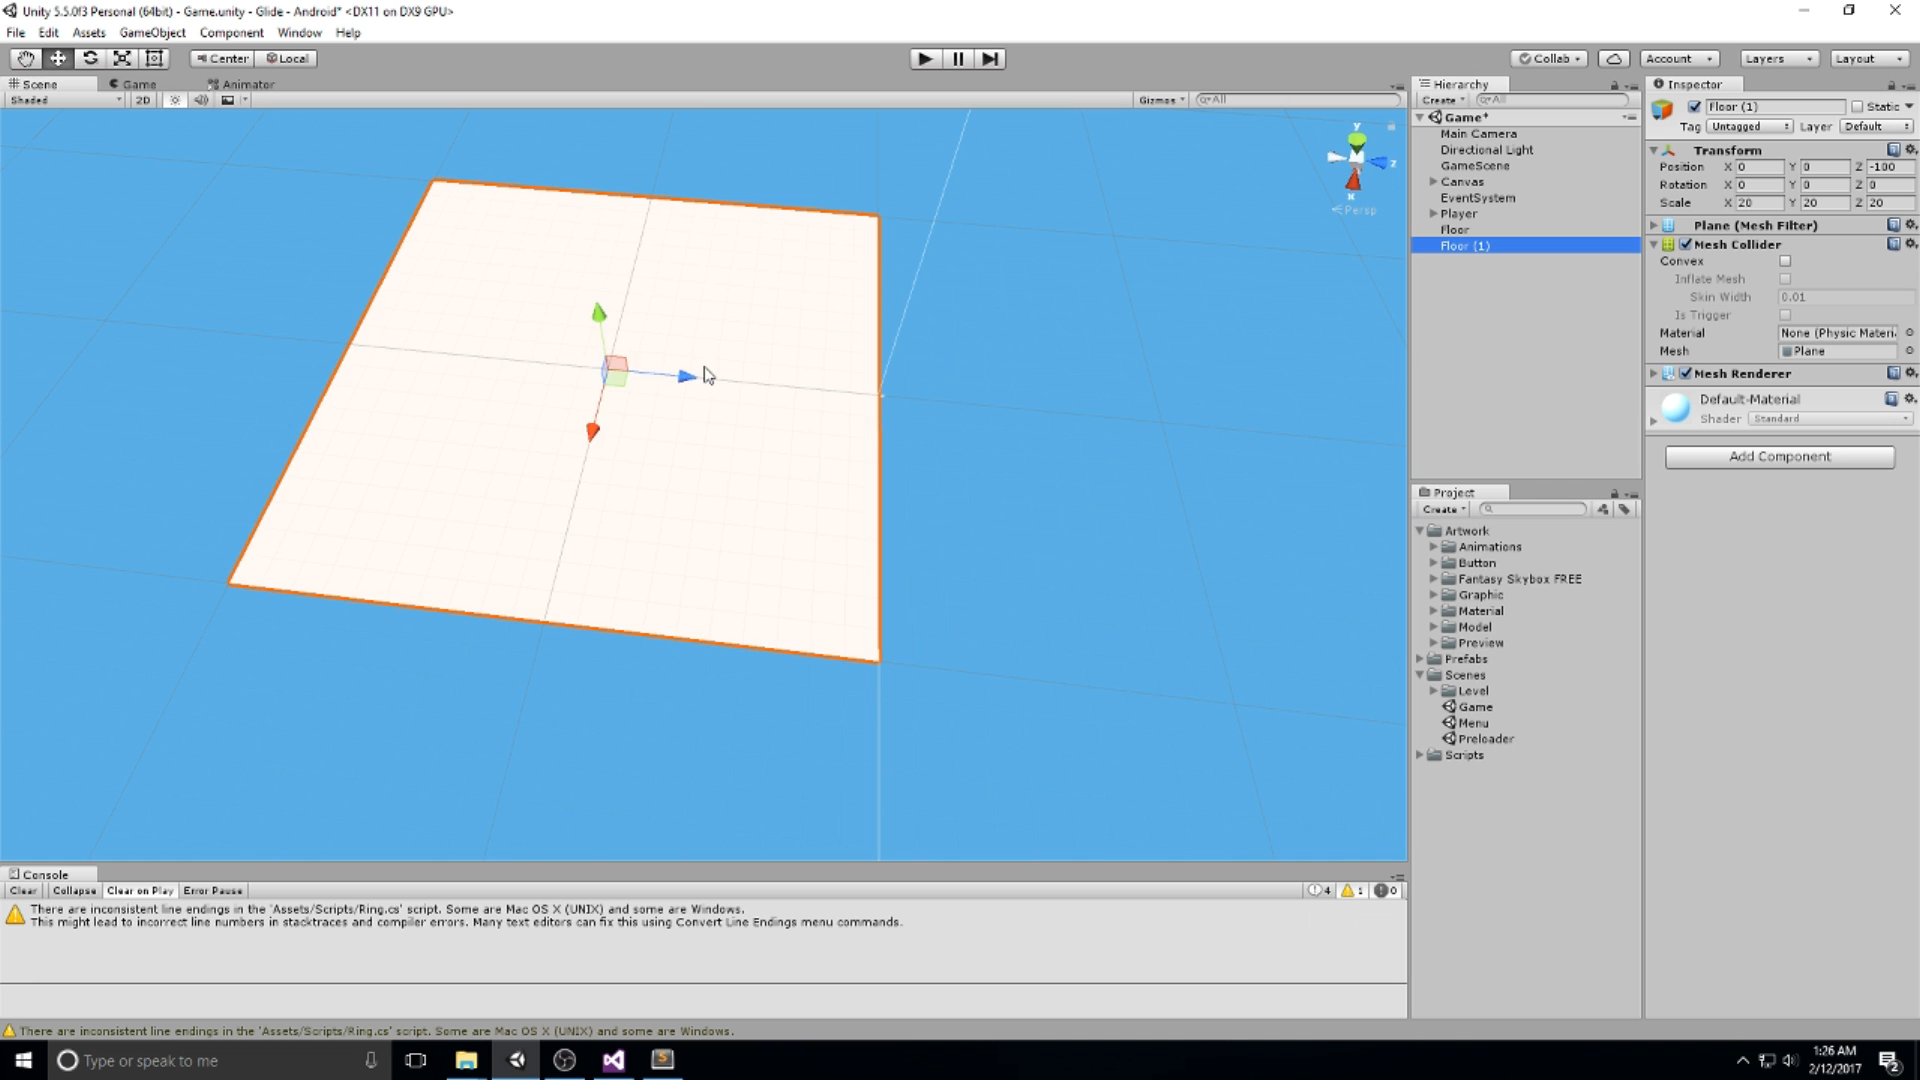 Unity 5.5.0f3 Personal (64bit) - Game.unity - Glide - Android* <DX11 on DX9 GPU>
File Edit Assets GameObject Component Window Help
Center Local Collab Account Layers Layout
Scene Game Animator
Shaded 2D Gizmos All
y
z
x
Persp
Hierarchy
Create All
Game*
Main Camera
Directional Light
GameScene
Canvas
EventSystem
Player
Floor
Floor (1)
Project
Create
Artwork
Animations
Button
Fantasy Skybox FREE
Graphic
Material
Model
Preview
Prefabs
Scenes
Level
Game
Menu
Preloader
Scripts
Inspector
Floor (1) Static
Tag Untagged Layer Default
Transform
Position X 0 Y 0 Z -100
Rotation X 0 Y 0 Z 0
Scale X 20 Y 20 Z 20
Plane (Mesh Filter)
Mesh Collider
Convex
Inflate Mesh
Skin Width 0.01
Is Trigger
Material None (Physic Materi
Mesh Plane
Mesh Renderer
Default-Material
Shader Standard
Add Component
Console
Clear Collapse Clear on Play Error Pause 4 1 0
There are inconsistent line endings in the 'Assets/Scripts/Ring.cs' script. Some are Mac OS X (UNIX) and some are Windows.
This might lead to incorrect line numbers in stacktraces and compiler errors. Many text editors can fix this using Convert Line Endings menu commands.
There are inconsistent line endings in the 'Assets/Scripts/Ring.cs' script. Some are Mac OS X (UNIX) and some are Windows.
Type or speak to me
1:26 AM
2/12/2017
2